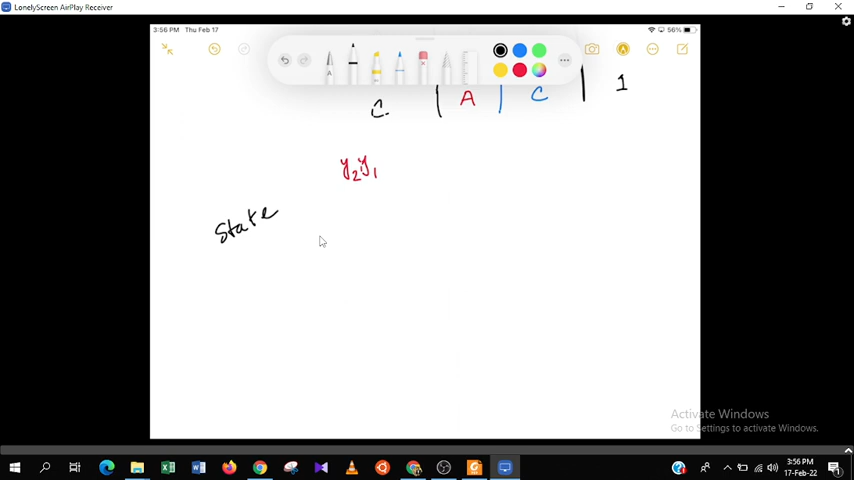 LonelyScreen AirPlay Receiver
3:56 PM Thu Feb 17
56%
C. | A | C | 1
y₂y₁
State
Activate Windows
Go to Settings to activate Windows.
3:56 PM
17-Feb-22